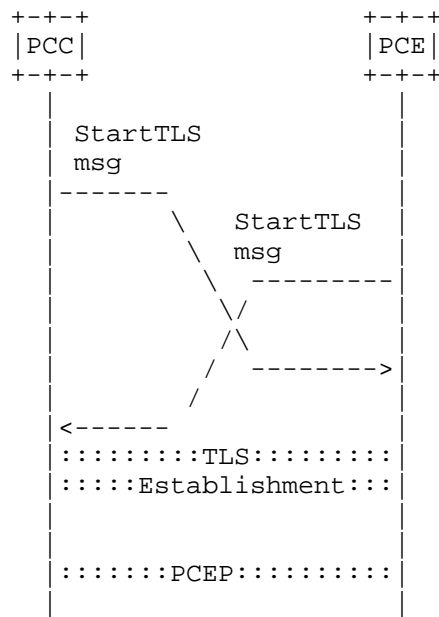 PCC PCE
StartTLS
msg
StartTLS
msg
TLS
Establishment
PCEP